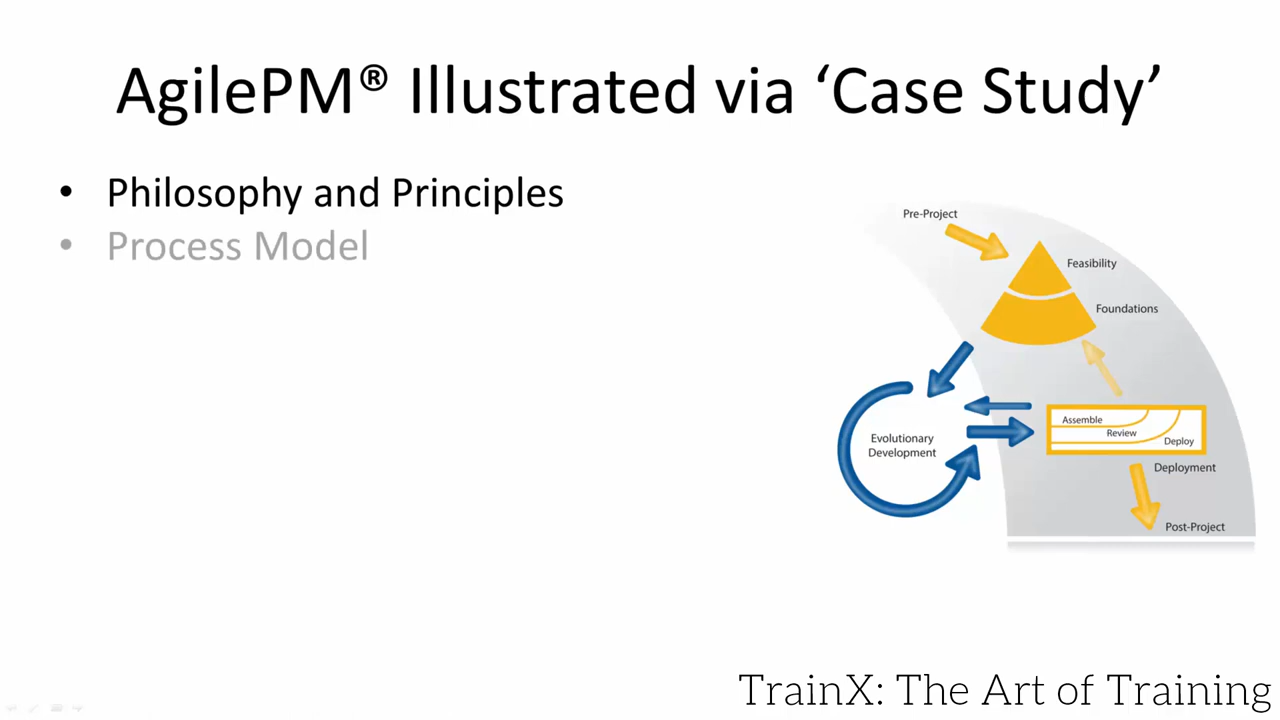 AgilePM® Illustrated via ‘Case Study’
• Philosophy and Principles
• Process Model
Pre-Project
Feasibility
Foundations
Evolutionary
Development
Assemble
Review
Deploy
Deployment
Post-Project
TrainX: The Art of Training